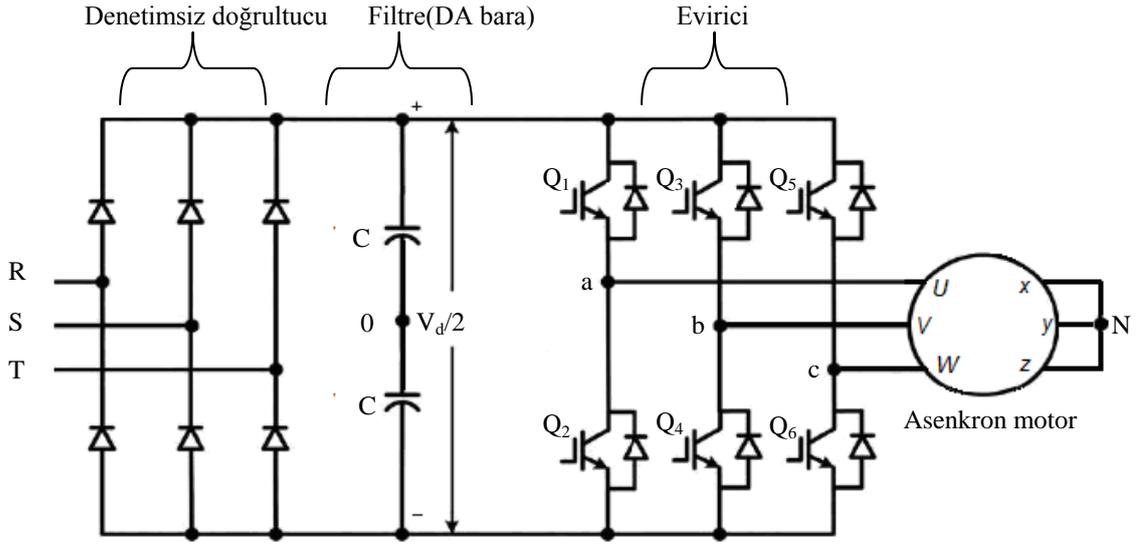 Denetimsiz doğrultucu Filtre(DA bara) Evirici
+
Q1 Q3 Q5
C
R
a U x
S
0 Vd/2 b V y N
T
c W z
C
Asenkron motor
Q2 Q4 Q6
−